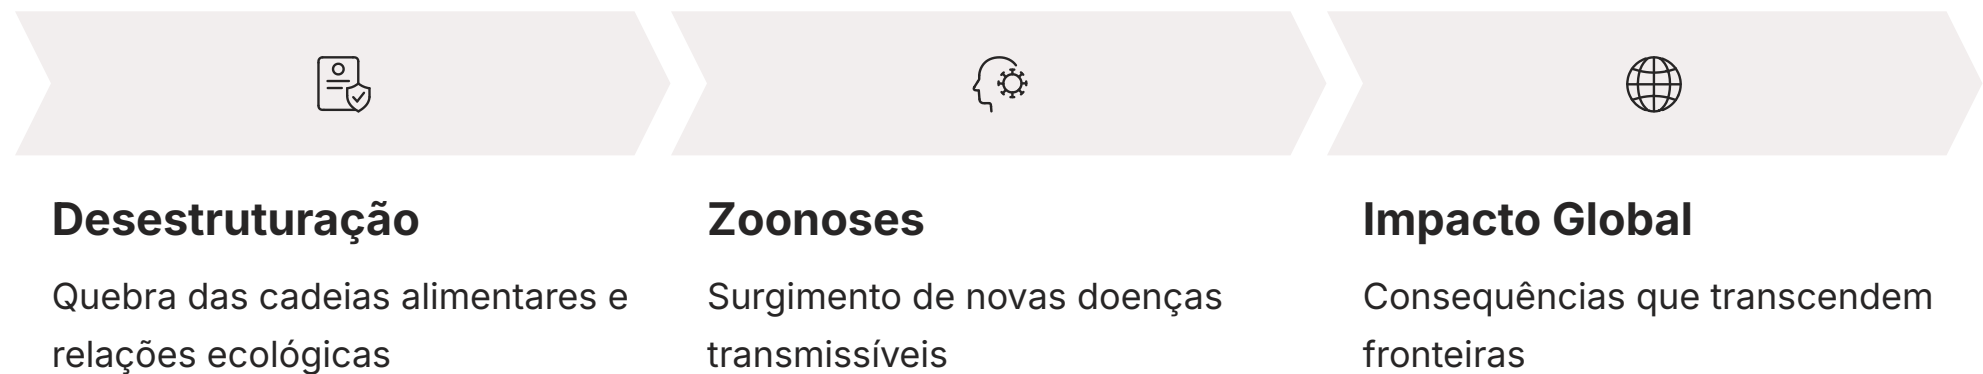 Desestruturação
Quebra das cadeias alimentares e
relações ecológicas
Zoonoses
Surgimento de novas doenças
transmissíveis
Impacto Global
Consequências que transcendem
fronteiras